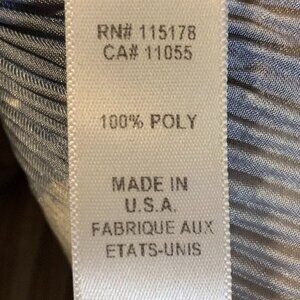 RN# 115178
CA# 11055
100% POLY
MADE IN
U.S.A.
FABRIQUE AUX
ETATS-UNIS